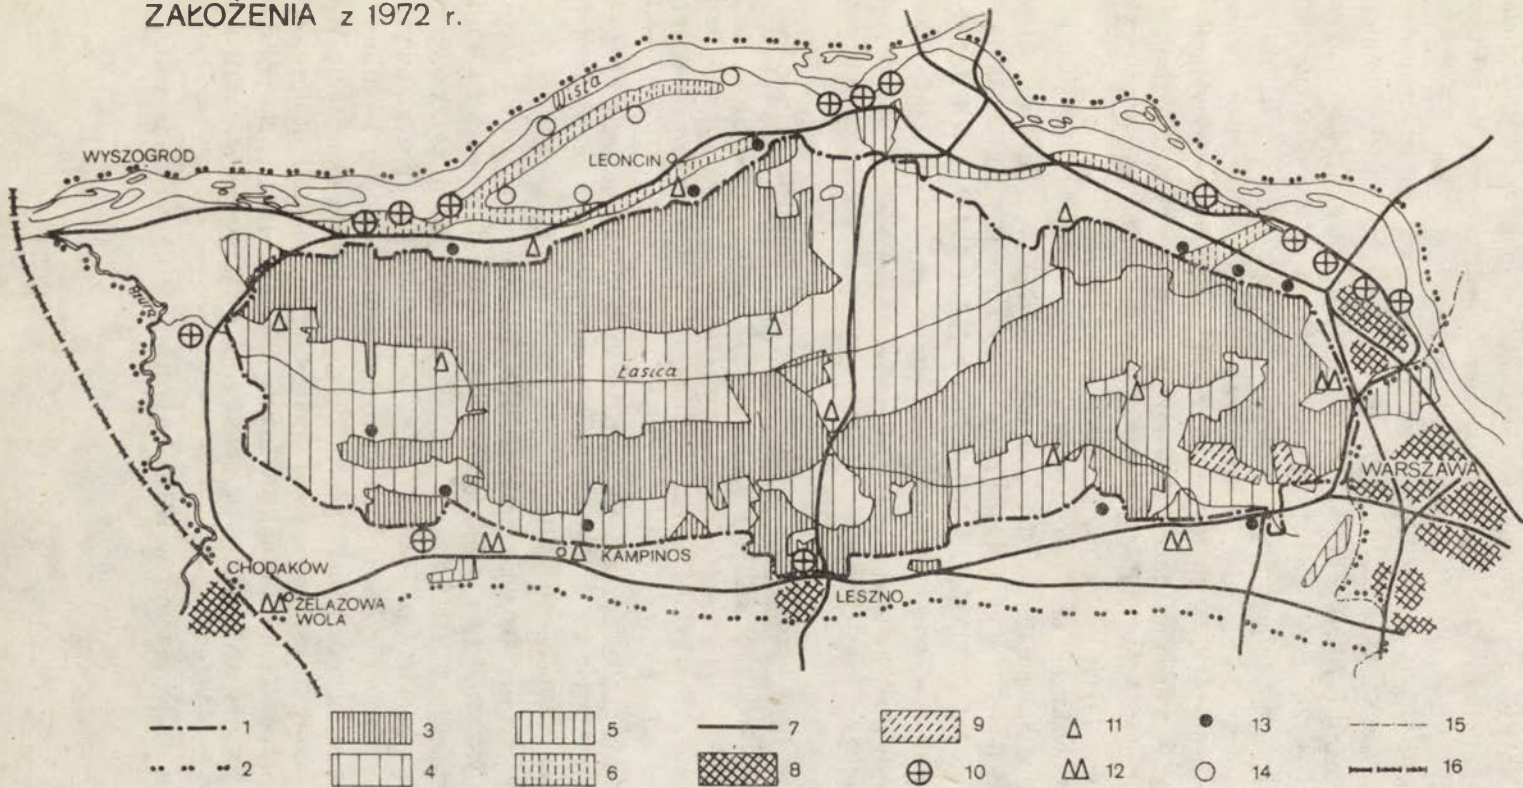 ZAŁOŻENIA z 1972 r.
Wisła
WYSZOGRÓD
LEONCIN
Bzura
Łasica
WARSZAWA
KAMPINOS
CHODAKÓW
ŻELAZOWA
WOLA
LESZNO
1 3 5 7 9 11 13 15
2 4 6 8 10 12 14 16